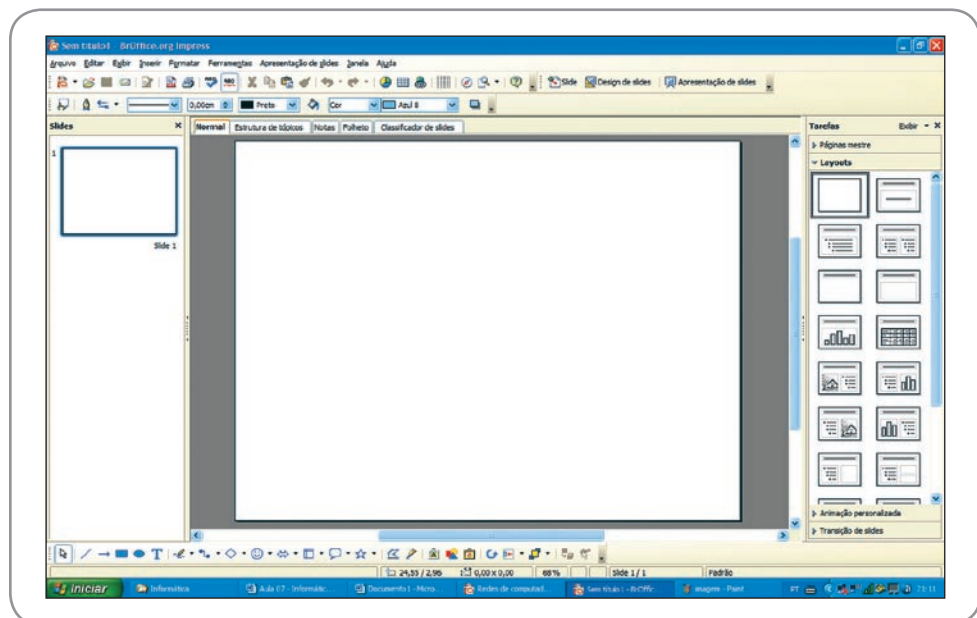 Sem título1 - BrOffice.org Impress
Arquivo Editar Exibir Inserir Formatar Ferramentas Apresentação de slides Janela Ajuda
Slide Design de slides Apresentação de slides
0,00cm Preto Cor Azul 8
Slides
Normal Estrutura de tópicos Notas Folheto Classificador de slides
Tarefas Exibir
Páginas mestre
Layouts
1
Slide 1
Animação personalizada
Transição de slides
24,55 / 2,96 0,00 x 0,00 68% Slide 1 / 1 Padrão
Iniciar Informática Aula 07 - Informátic... Documento1 - Micro... Redes de computad... Sem título1 - BrOffic... imagem - Paint PT 21:11